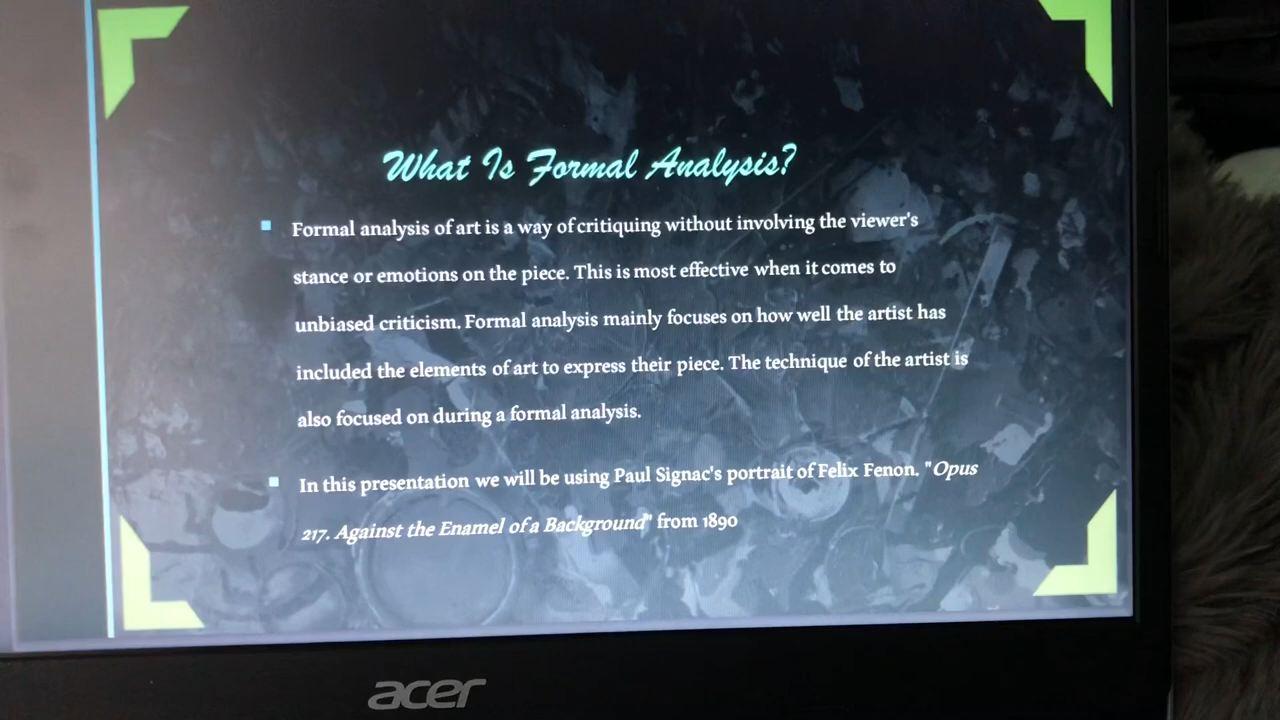 What Is Formal Analysis?
Formal analysis of art is a way of critiquing without involving the viewer's
stance or emotions on the piece. This is most effective when it comes to
unbiased criticism. Formal analysis mainly focuses on how well the artist has
included the elements of art to express their piece. The technique of the artist is
also focused on during a formal analysis.
In this presentation we will be using Paul Signac's portrait of Felix Fenon. "Opus
217. Against the Enamel of a Background" from 1890
acer